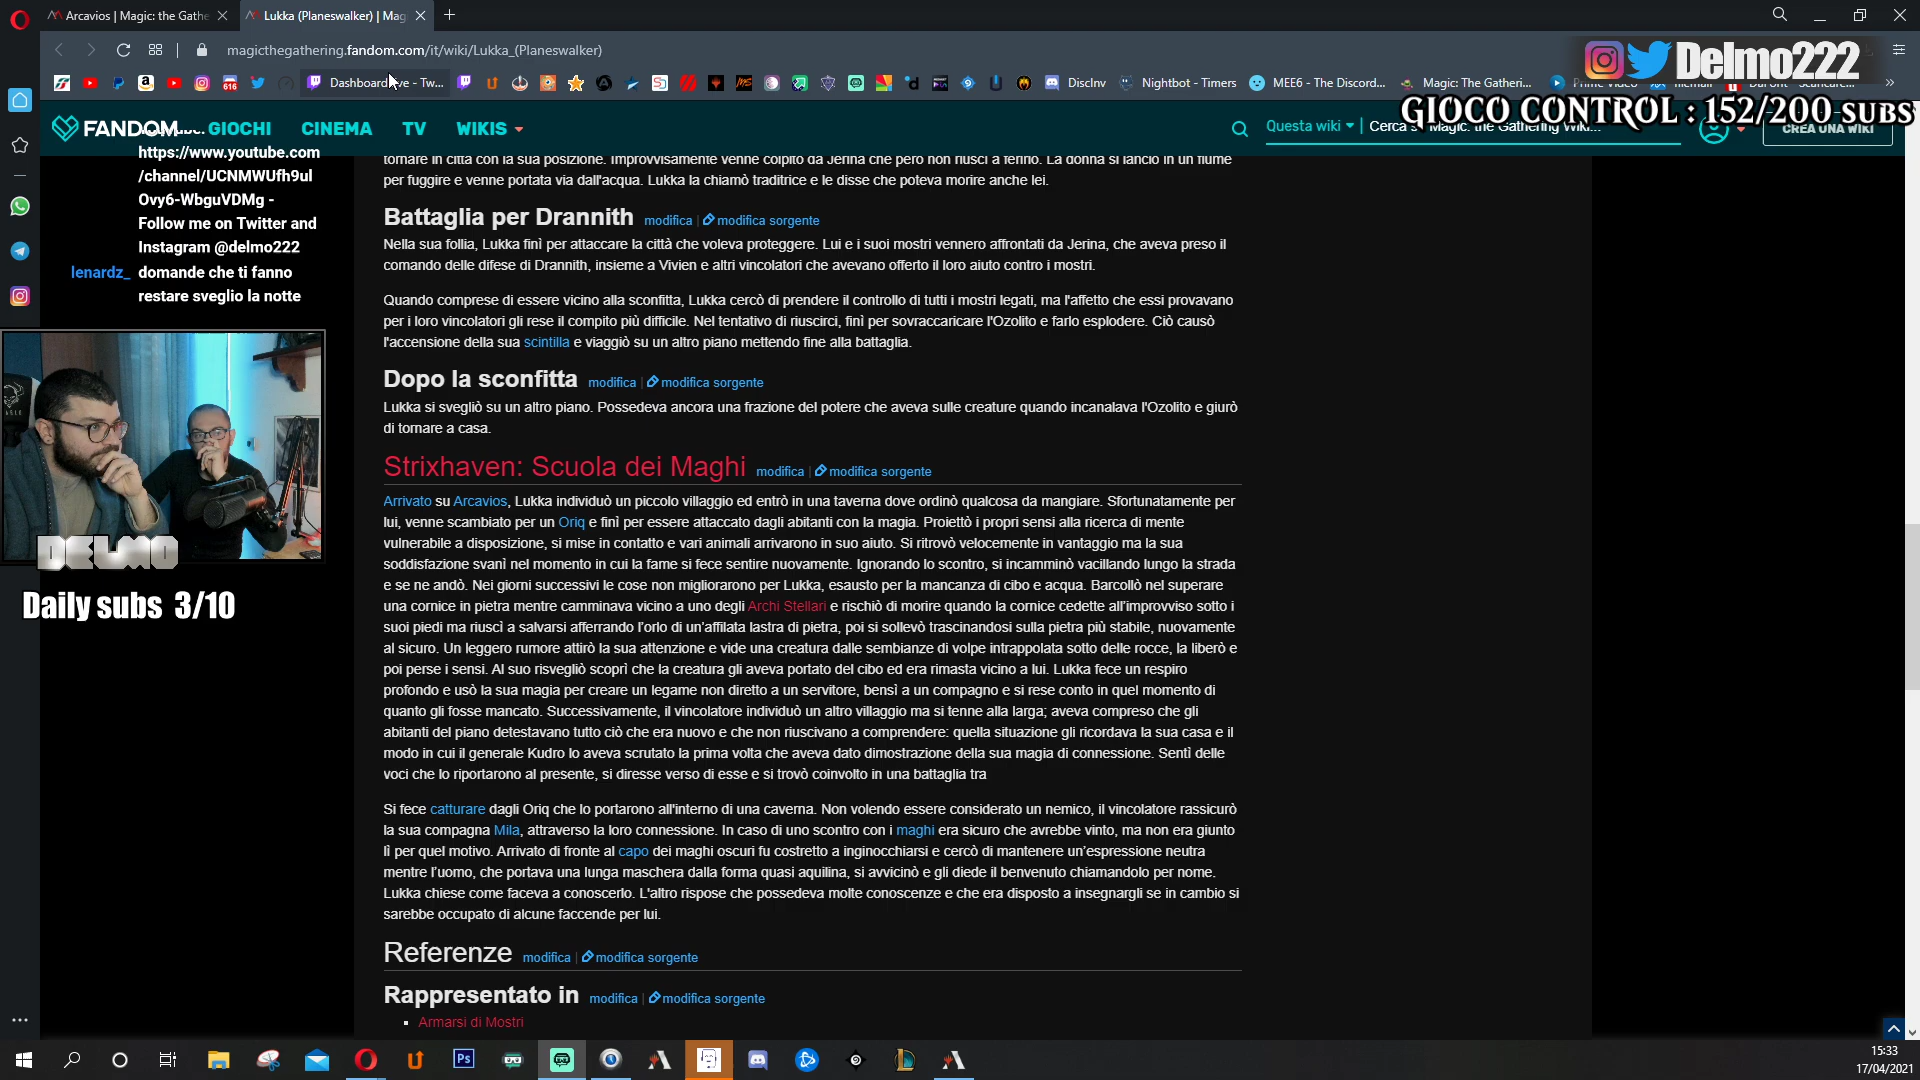 Arcavios | Magic: the Gathe
Lukka (Planeswalker) | Mag
magicthegathering.fandom.com/it/wiki/Lukka_(Planeswalker)
Delmo222
Dashboard
ve - Tw...
DiscInv
Nightbot - Timers
MEE6 - The Discord...
Magic: The Gatheri...
GIOCO CONTROL : 152/200 SUBS
FANDOM
GIOCHI
CINEMA
TV
WIKIS
Questa wiki
CREA UNA WIKI
https://www.youtube.com
/channel/UCNMWUfh9ul
Ovy6-WbguVDMg -
Follow me on Twitter and
Instagram @delmo222
lenardz_ domande che ti fanno
restare sveglio la notte
DELMO
Daily subs 3/10
tornare in città con la sua posizione. Improvvisamente venne colpito da Jerina che però non riuscì a ferirlo. La donna si lanciò in un fiume
per fuggire e venne portata via dall'acqua. Lukka la chiamò traditrice e le disse che poteva morire anche lei.
Battaglia per Drannith modifica | modifica sorgente
Nella sua follia, Lukka finì per attaccare la città che voleva proteggere. Lui e i suoi mostri vennero affrontati da Jerina, che aveva preso il
comando delle difese di Drannith, insieme a Vivien e altri vincolatori che avevano offerto il loro aiuto contro i mostri.
Quando comprese di essere vicino alla sconfitta, Lukka cercò di prendere il controllo di tutti i mostri legati, ma l'affetto che essi provavano
per i loro vincolatori gli rese il compito più difficile. Nel tentativo di riuscirci, finì per sovraccaricare l'Ozolito e farlo esplodere. Ciò causò
l'accensione della sua scintilla e viaggiò su un altro piano mettendo fine alla battaglia.
Dopo la sconfitta modifica | modifica sorgente
Lukka si svegliò su un altro piano. Possedeva ancora una frazione del potere che aveva sulle creature quando incanalava l'Ozolito e giurò
di tornare a casa.
Strixhaven: Scuola dei Maghi modifica | modifica sorgente
Arrivato su Arcavios, Lukka individuò un piccolo villaggio ed entrò in una taverna dove ordinò qualcosa da mangiare. Sfortunatamente per
lui, venne scambiato per un Oriq e finì per essere attaccato dagli abitanti con la magia. Proiettò i propri sensi alla ricerca di mente
vulnerabile a disposizione, si mise in contatto e vari animali arrivarono in suo aiuto. Si ritrovò velocemente in vantaggio ma la sua
soddisfazione svanì nel momento in cui la fame si fece sentire nuovamente. Ignorando lo scontro, si incamminò vacillando lungo la strada
e se ne andò. Nei giorni successivi le cose non migliorarono per Lukka, esausto per la mancanza di cibo e acqua. Barcollò nel superare
una cornice in pietra mentre camminava vicino a uno degli Archi Stellari e rischiò di morire quando la cornice cedette all'improvviso sotto i
suoi piedi ma riuscì a salvarsi afferrando l'orlo di un'affilata lastra di pietra, poi si sollevò trascinandosi sulla pietra più stabile, nuovamente
al sicuro. Un leggero rumore attirò la sua attenzione e vide una creatura dalle sembianze di volpe intrappolata sotto delle rocce, la liberò e
poi perse i sensi. Al suo risvegliò scoprì che la creatura gli aveva portato del cibo ed era rimasta vicino a lui. Lukka fece un respiro
profondo e usò la sua magia per creare un legame non diretto a un servitore, bensì a un compagno e si rese conto in quel momento di
quanto gli fosse mancato. Successivamente, il vincolatore individuò un altro villaggio ma si tenne alla larga; aveva compreso che gli
abitanti del piano detestavano tutto ciò che era nuovo e che non riuscivano a comprendere: quella situazione gli ricordava la sua casa e il
modo in cui il generale Kudro lo aveva scrutato la prima volta che aveva dato dimostrazione della sua magia di connessione. Sentì delle
voci che lo riportarono al presente, si diresse verso di esse e si trovò coinvolto in una battaglia tra
Si fece catturare dagli Oriq che lo portarono all'interno di una caverna. Non volendo essere considerato un nemico, il vincolatore rassicurò
la sua compagna Mila, attraverso la loro connessione. In caso di uno scontro con i maghi era sicuro che avrebbe vinto, ma non era giunto
lì per quel motivo. Arrivato di fronte al capo dei maghi oscuri fu costretto a inginocchiarsi e cercò di mantenere un'espressione neutra
mentre l'uomo, che portava una lunga maschera dalla forma quasi aquilina, si avvicinò e gli diede il benvenuto chiamandolo per nome.
Lukka chiese come faceva a conoscerlo. L'altro rispose che possedeva molte conoscenze e che era disposto a insegnargli se in cambio si
sarebbe occupato di alcune faccende per lui.
Referenze modifica | modifica sorgente
Rappresentato in modifica | modifica sorgente
Armarsi di Mostri
15:33
17/04/2021